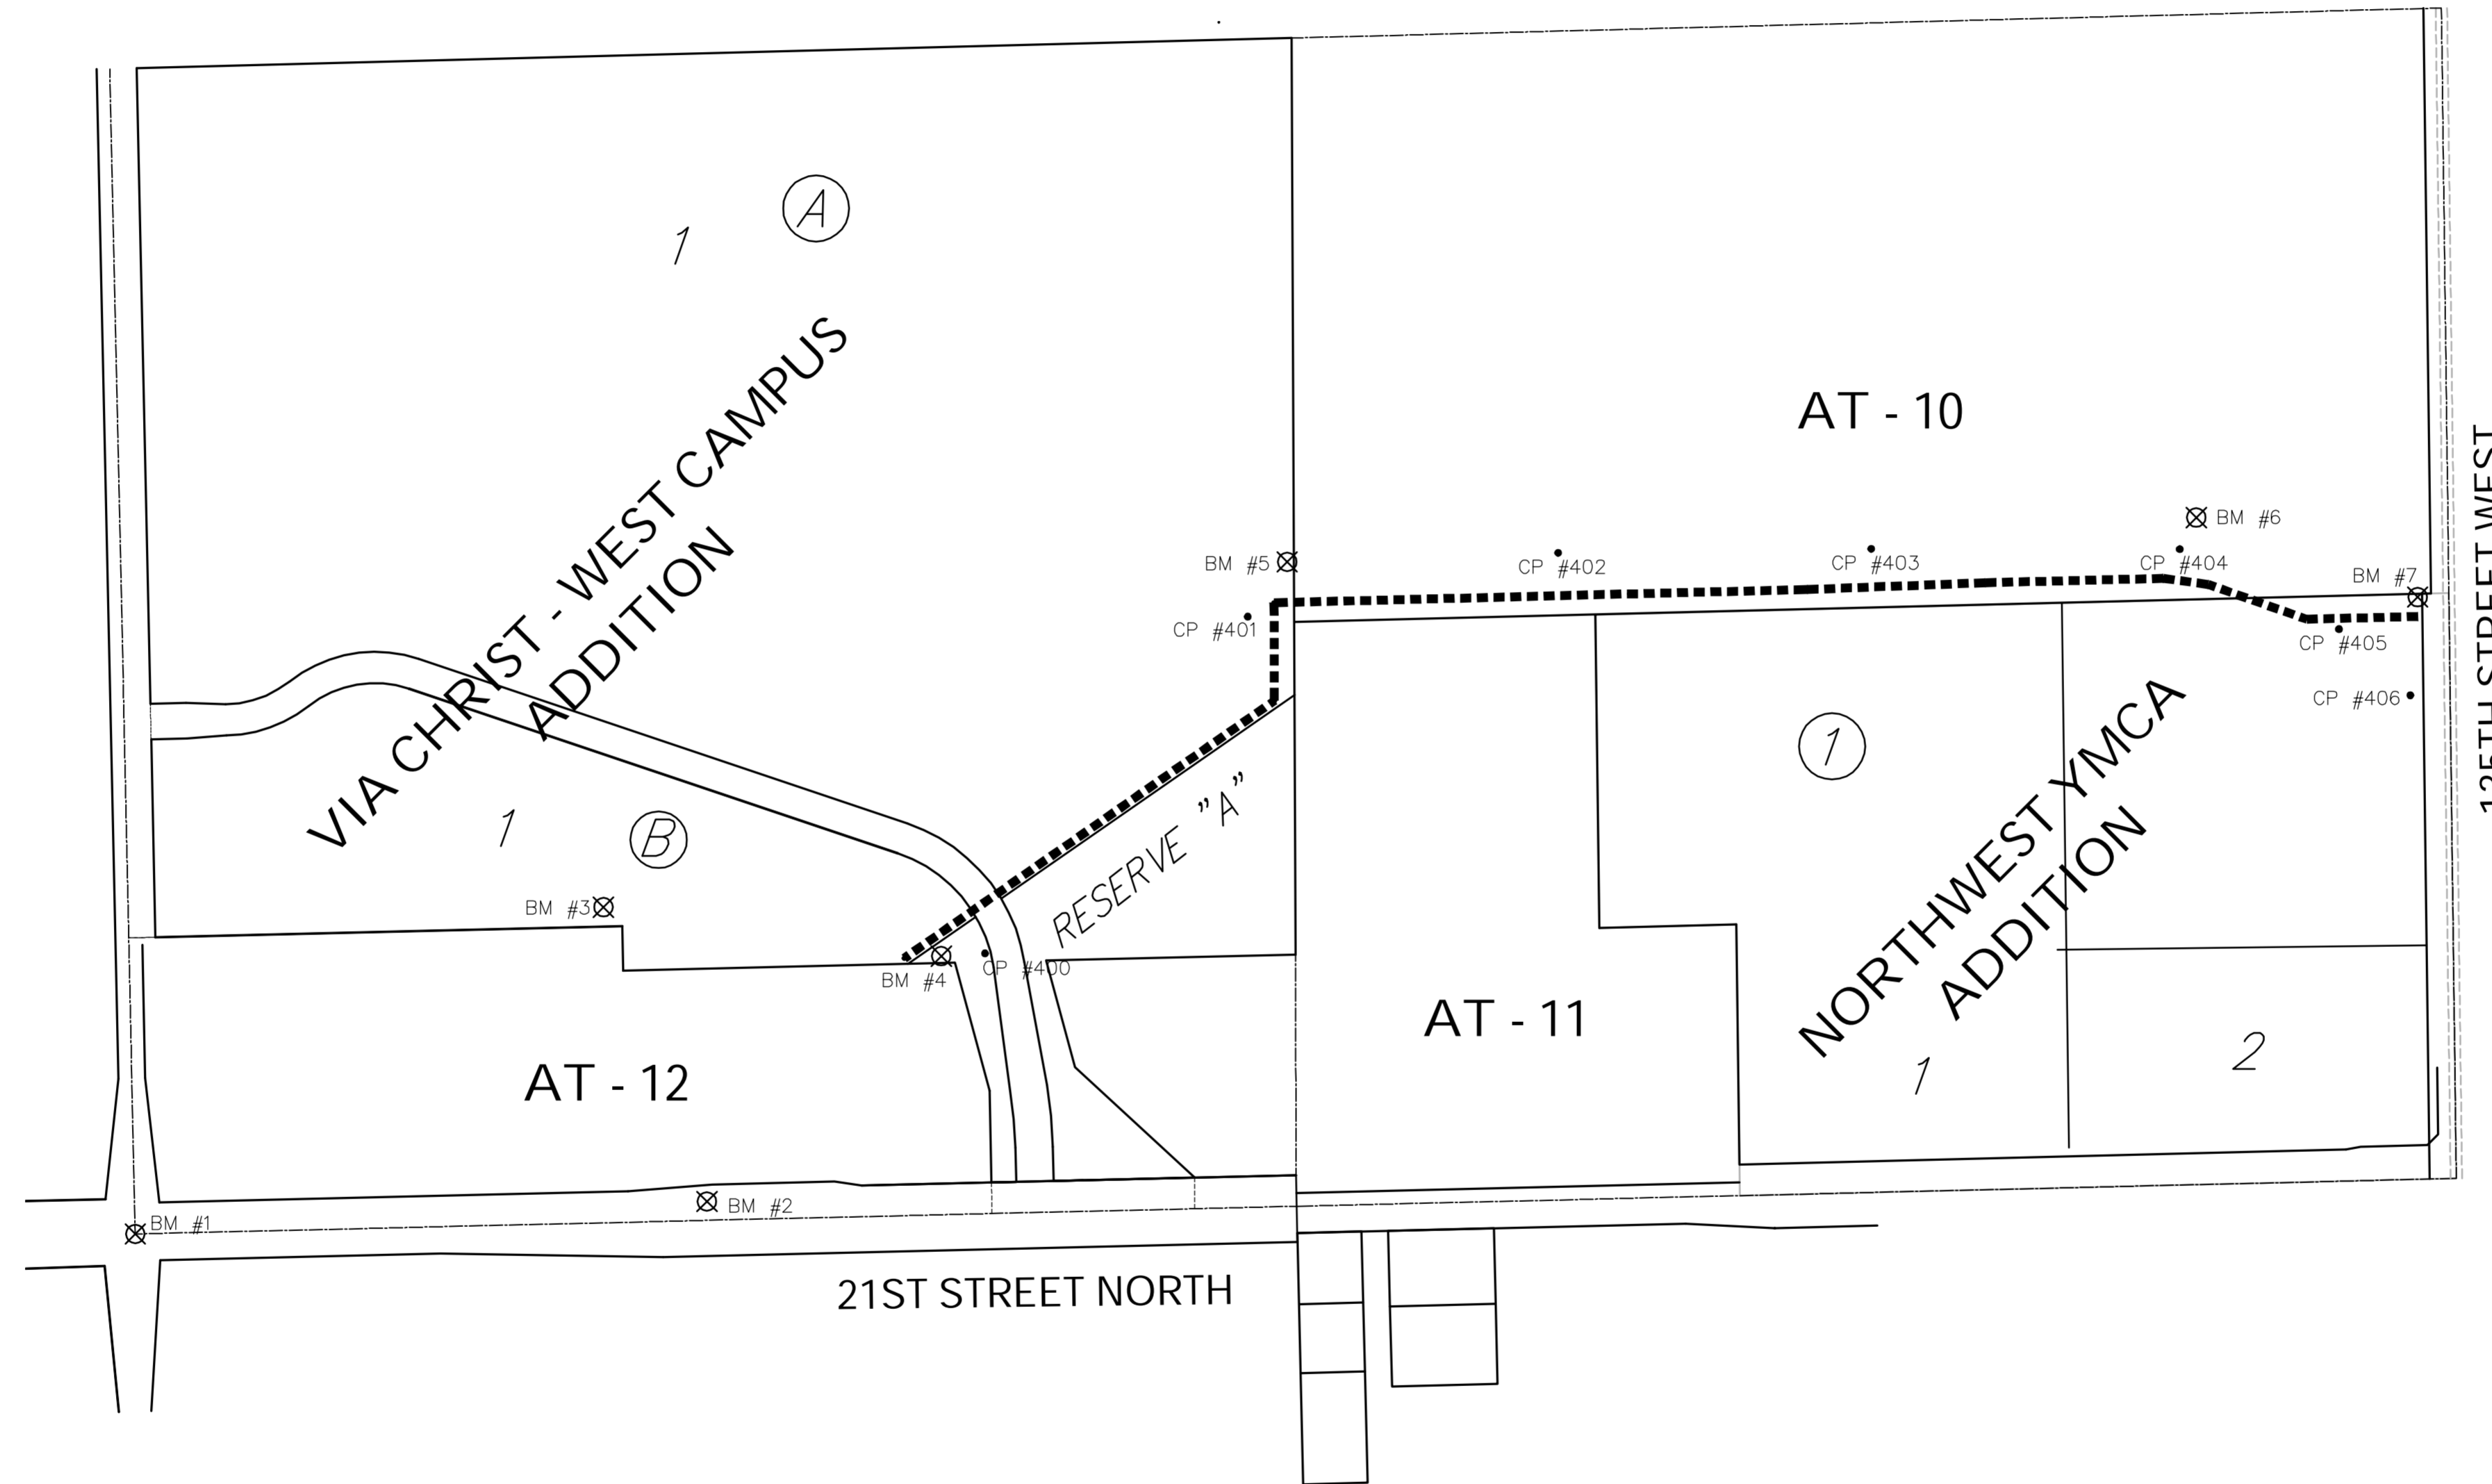 A
1
VIA CHRIST - WEST CAMPUS
ADDITION
AT - 10
BM #6
BM #5
CP #402
CP #403
CP #404
BM #7
CP #401
CP #405
CP #406
125TH STREET WEST
1
NORTHWEST YMCA
ADDITION
RESERVE "A"
1
B
BM #3
BM #4
CP #400
AT - 11
AT - 12
1
2
BM #2
BM #1
21ST STREET NORTH